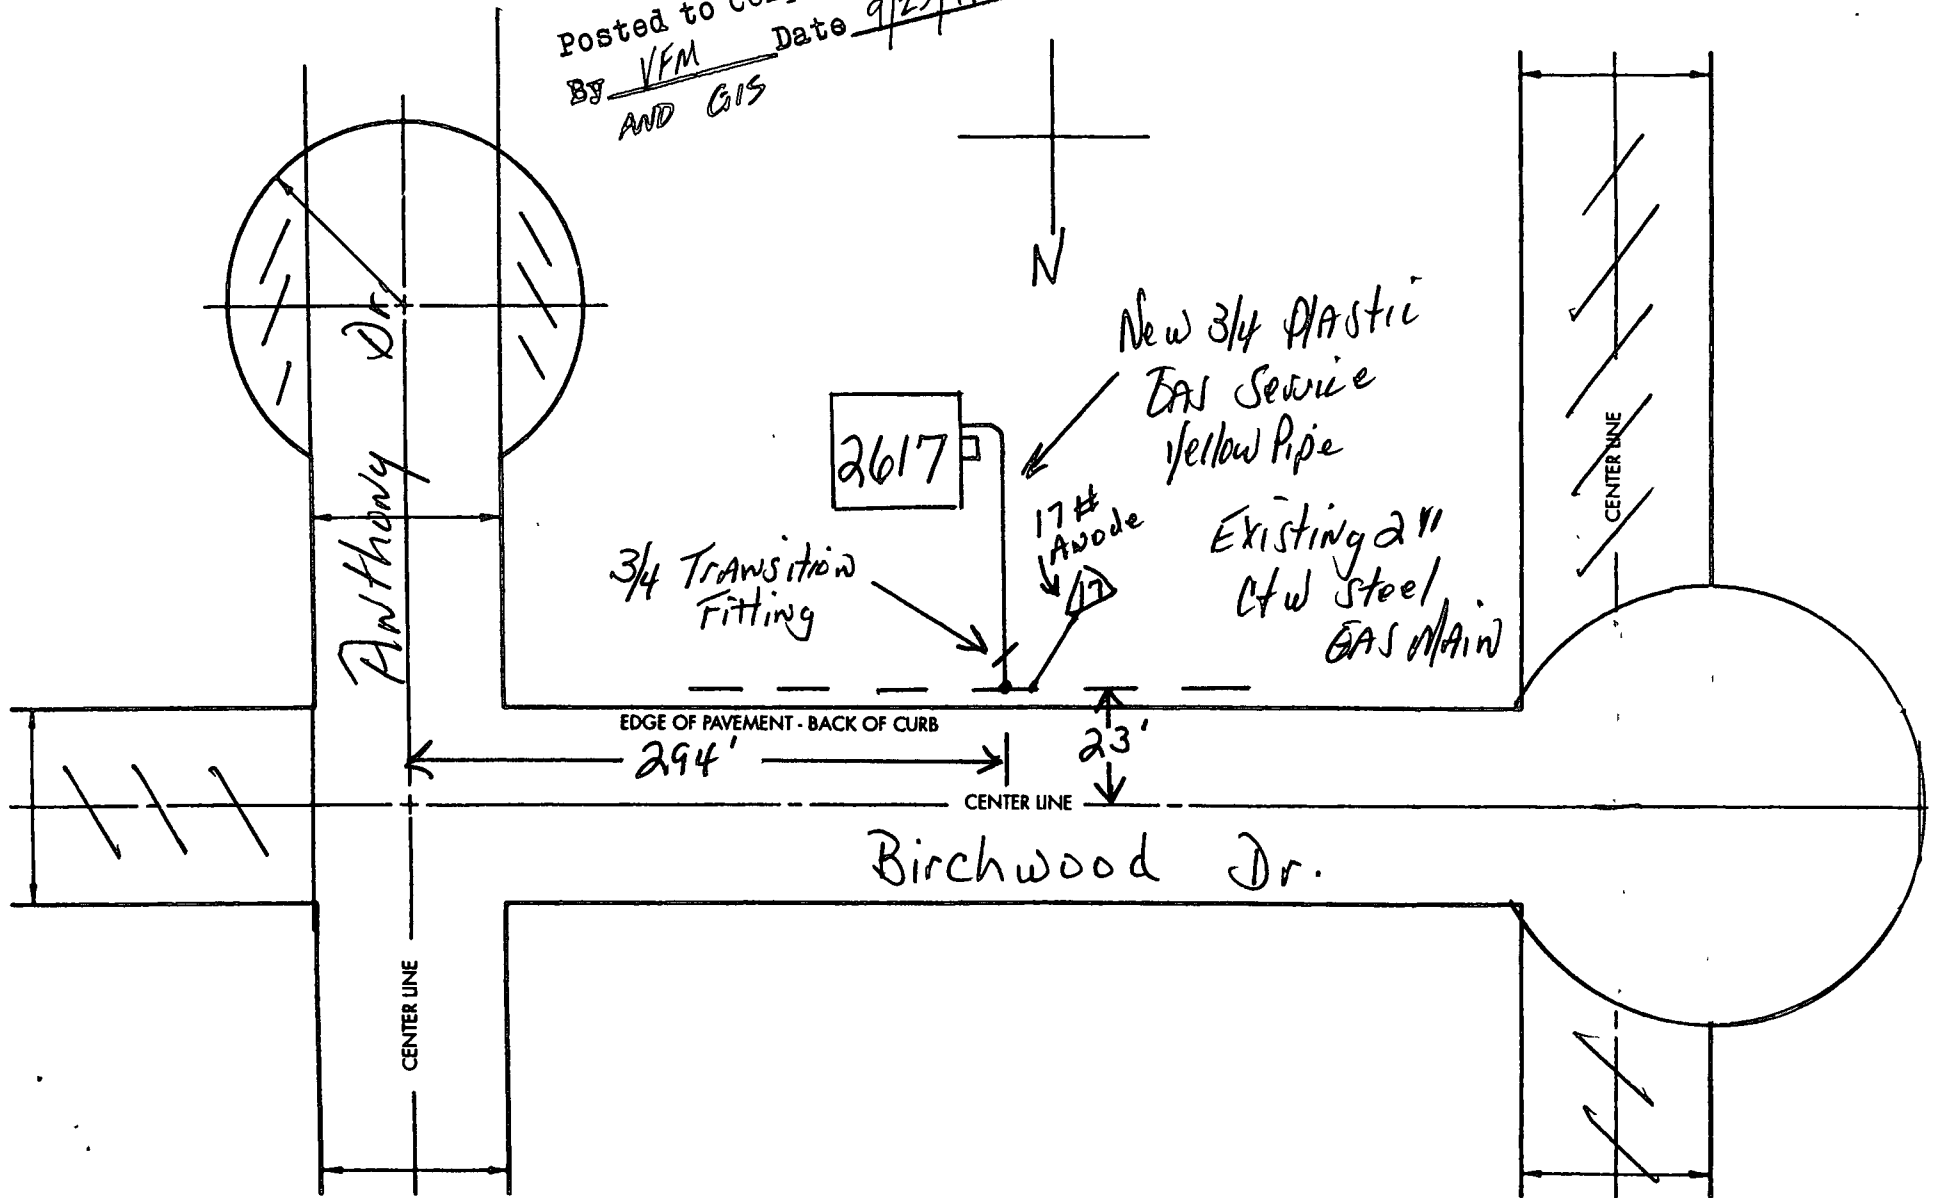 Posted to
By VFM Date
AND GIS
N
New 3/4 Plastic
GAS Service
Yellow Pipe
2617
17#
Anode
17
3/4 Transition
Fitting
Existing 2"
C+W Steel
GAS MAIN
Anthony Dr.
EDGE OF PAVEMENT - BACK OF CURB
294'
23'
CENTER LINE
Birchwood Dr.
CENTER LINE
CENTER LINE